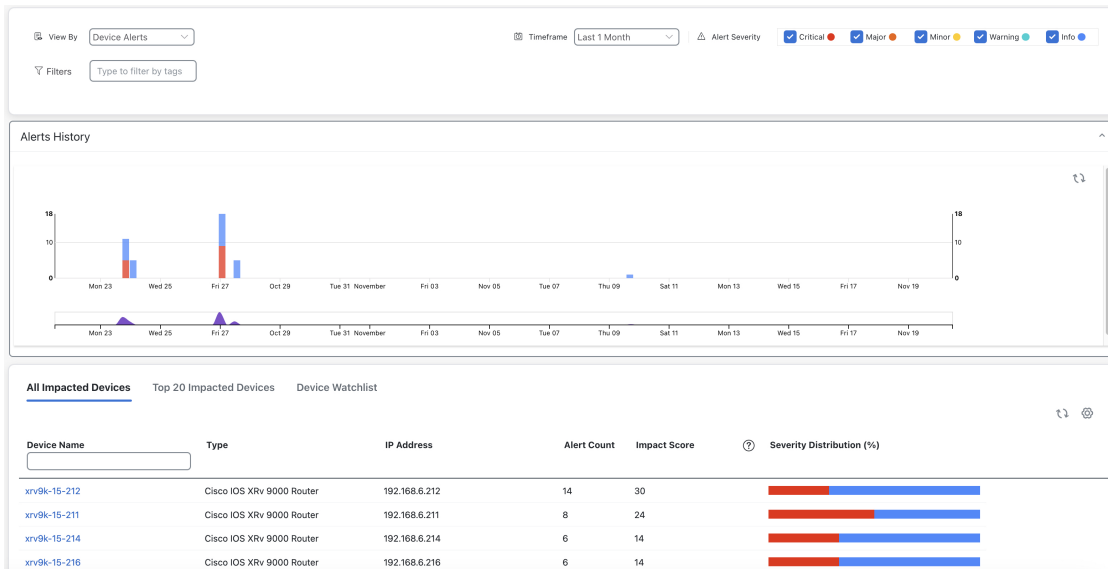 View By Device Alerts Timeframe Last 1 Month Alert Severity Critical Major Minor Warning Info
Filters Type to filter by tags
Alerts History
18 18
10 10
0 0
Mon 23 Wed 25 Fri 27 Oct 29 Tue 31 November Fri 03 Nov 05 Tue 07 Thu 09 Sat 11 Mon 13 Wed 15 Fri 17 Nov 19
Mon 23 Wed 25 Fri 27 Oct 29 Tue 31 November Fri 03 Nov 05 Tue 07 Thu 09 Sat 11 Mon 13 Wed 15 Fri 17 Nov 19
All Impacted Devices Top 20 Impacted Devices Device Watchlist
Device Name Type IP Address Alert Count Impact Score ? Severity Distribution (%)
xrv9k-15-212 Cisco IOS XRv 9000 Router 192.168.6.212 14 30
xrv9k-15-211 Cisco IOS XRv 9000 Router 192.168.6.211 8 24
xrv9k-15-214 Cisco IOS XRv 9000 Router 192.168.6.214 6 14
xrv9k-15-216 Cisco IOS XRv 9000 Router 192.168.6.216 6 14